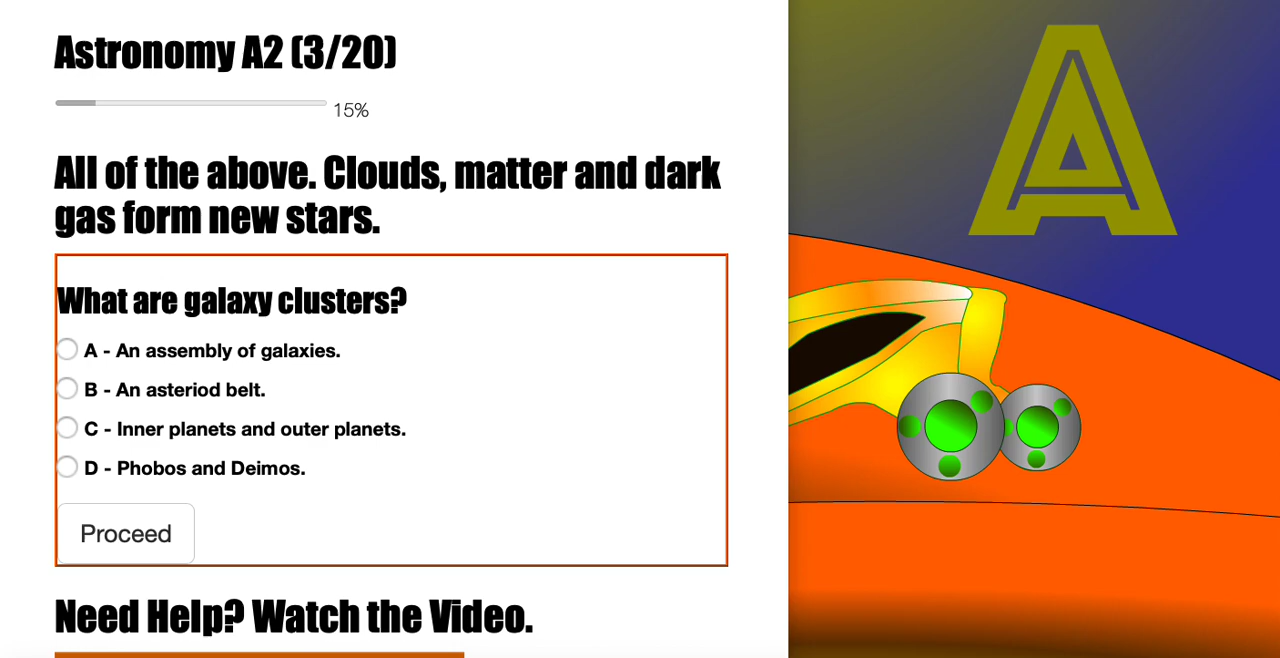 Astronomy A2 (3/20)
15%
All of the above. Clouds, matter and dark
gas form new stars.
What are galaxy clusters?
A - An assembly of galaxies.
B - An asteriod belt.
C - Inner planets and outer planets.
D - Phobos and Deimos.
Proceed
Need Help? Watch the Video.
A